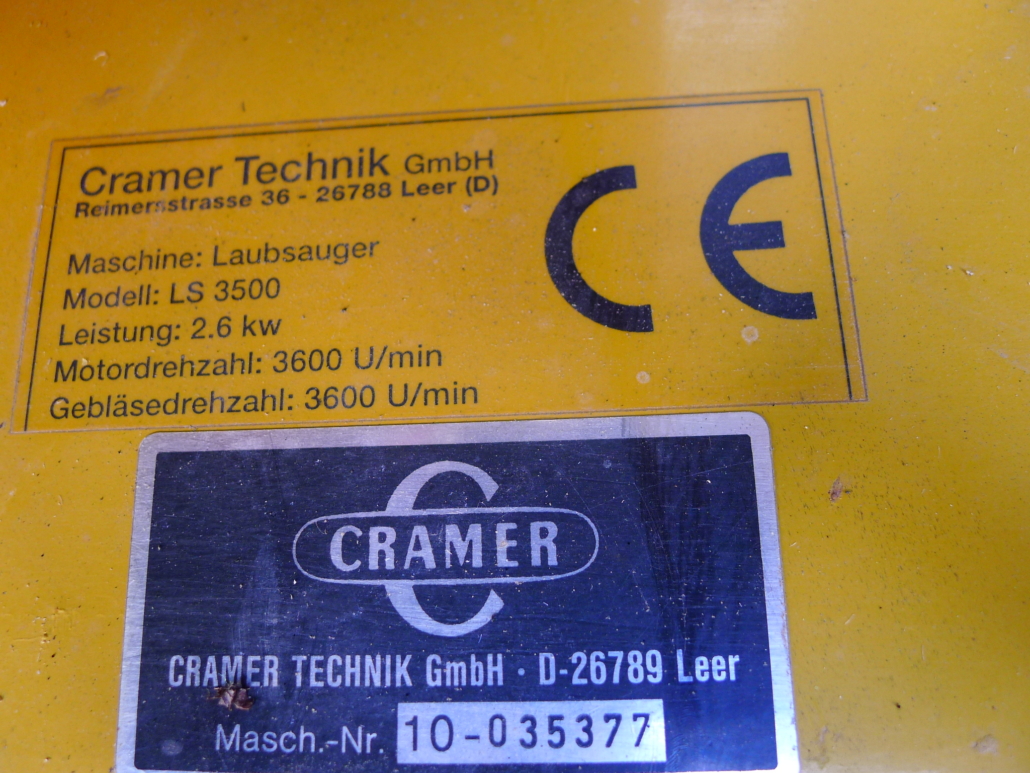 Cramer Technik GmbH
Reimersstrasse 36 - 26788 Leer (D)
Maschine: Laubsauger
Modell: LS 3500
Leistung: 2.6 kw
Motordrehzahl: 3600 U/min
Gebläsedrehzahl: 3600 U/min
CE
C
CRAMER
CRAMER TECHNIK GmbH · D-26789 Leer
Masch.-Nr. 10-035377